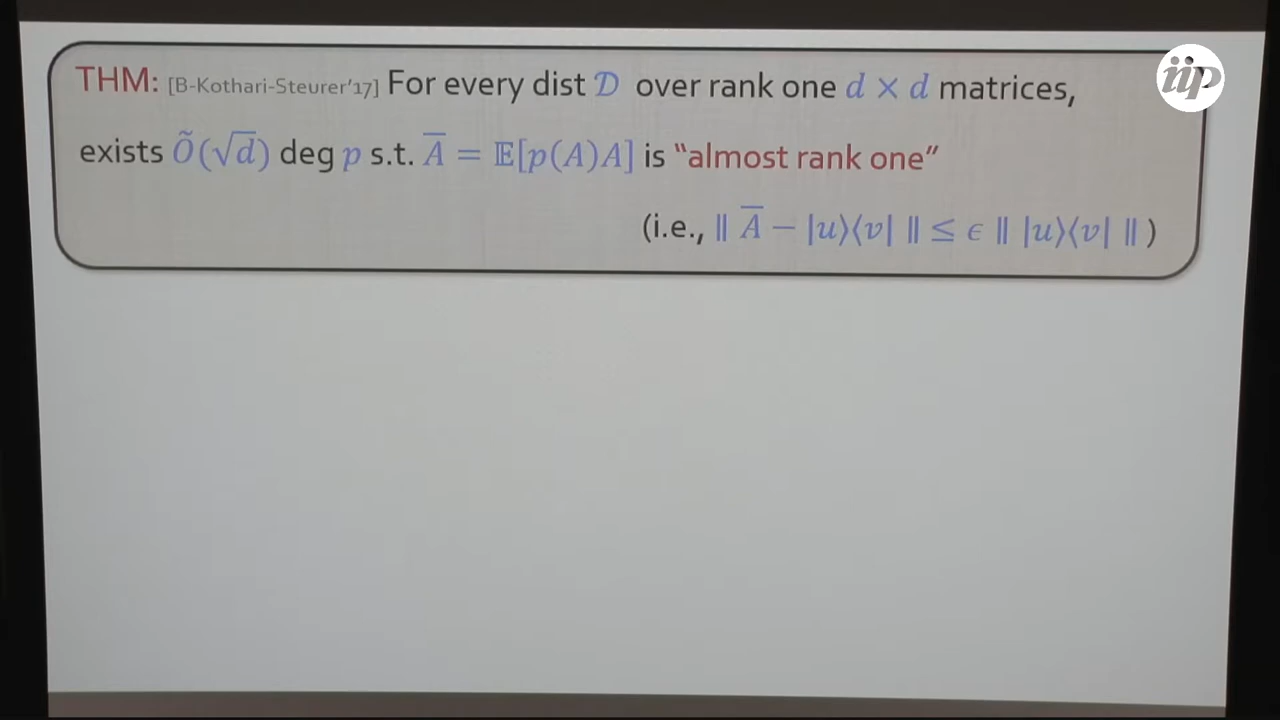 iip
THM: [B-Kothari-Steurer'17] For every dist 𝒟 over rank one d × d matrices,
exists Õ(√d) deg p s.t. A̅ = 𝔼[p(A)A] is “almost rank one”
(i.e., ∥ A̅ − |u⟩⟨v| ∥ ≤ ϵ ∥ |u⟩⟨v| ∥ )